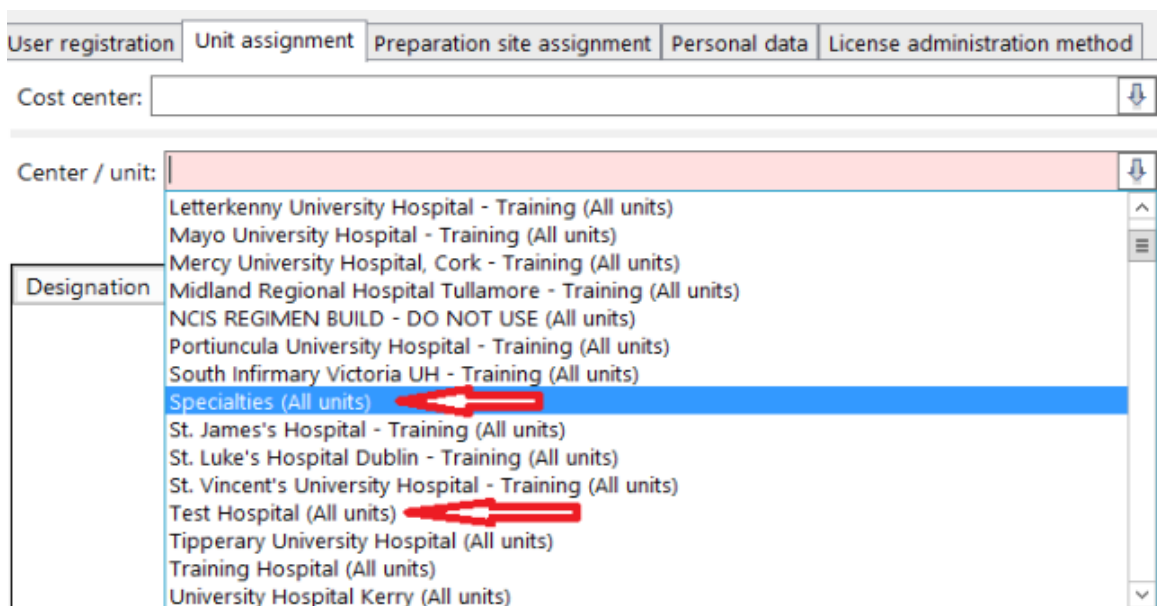 User registration Unit assignment Preparation site assignment Personal data License administration method
Cost center:
Center / unit:
Letterkenny University Hospital - Training (All units)
Mayo University Hospital - Training (All units)
Mercy University Hospital, Cork - Training (All units)
Designation
Midland Regional Hospital Tullamore - Training (All units)
NCIS REGIMEN BUILD - DO NOT USE (All units)
Portiuncula University Hospital - Training (All units)
South Infirmary Victoria UH - Training (All units)
Specialties (All units)
St. James's Hospital - Training (All units)
St. Luke's Hospital Dublin - Training (All units)
St. Vincent's University Hospital - Training (All units)
Test Hospital (All units)
Tipperary University Hospital (All units)
Training Hospital (All units)
University Hospital Kerry (All units)